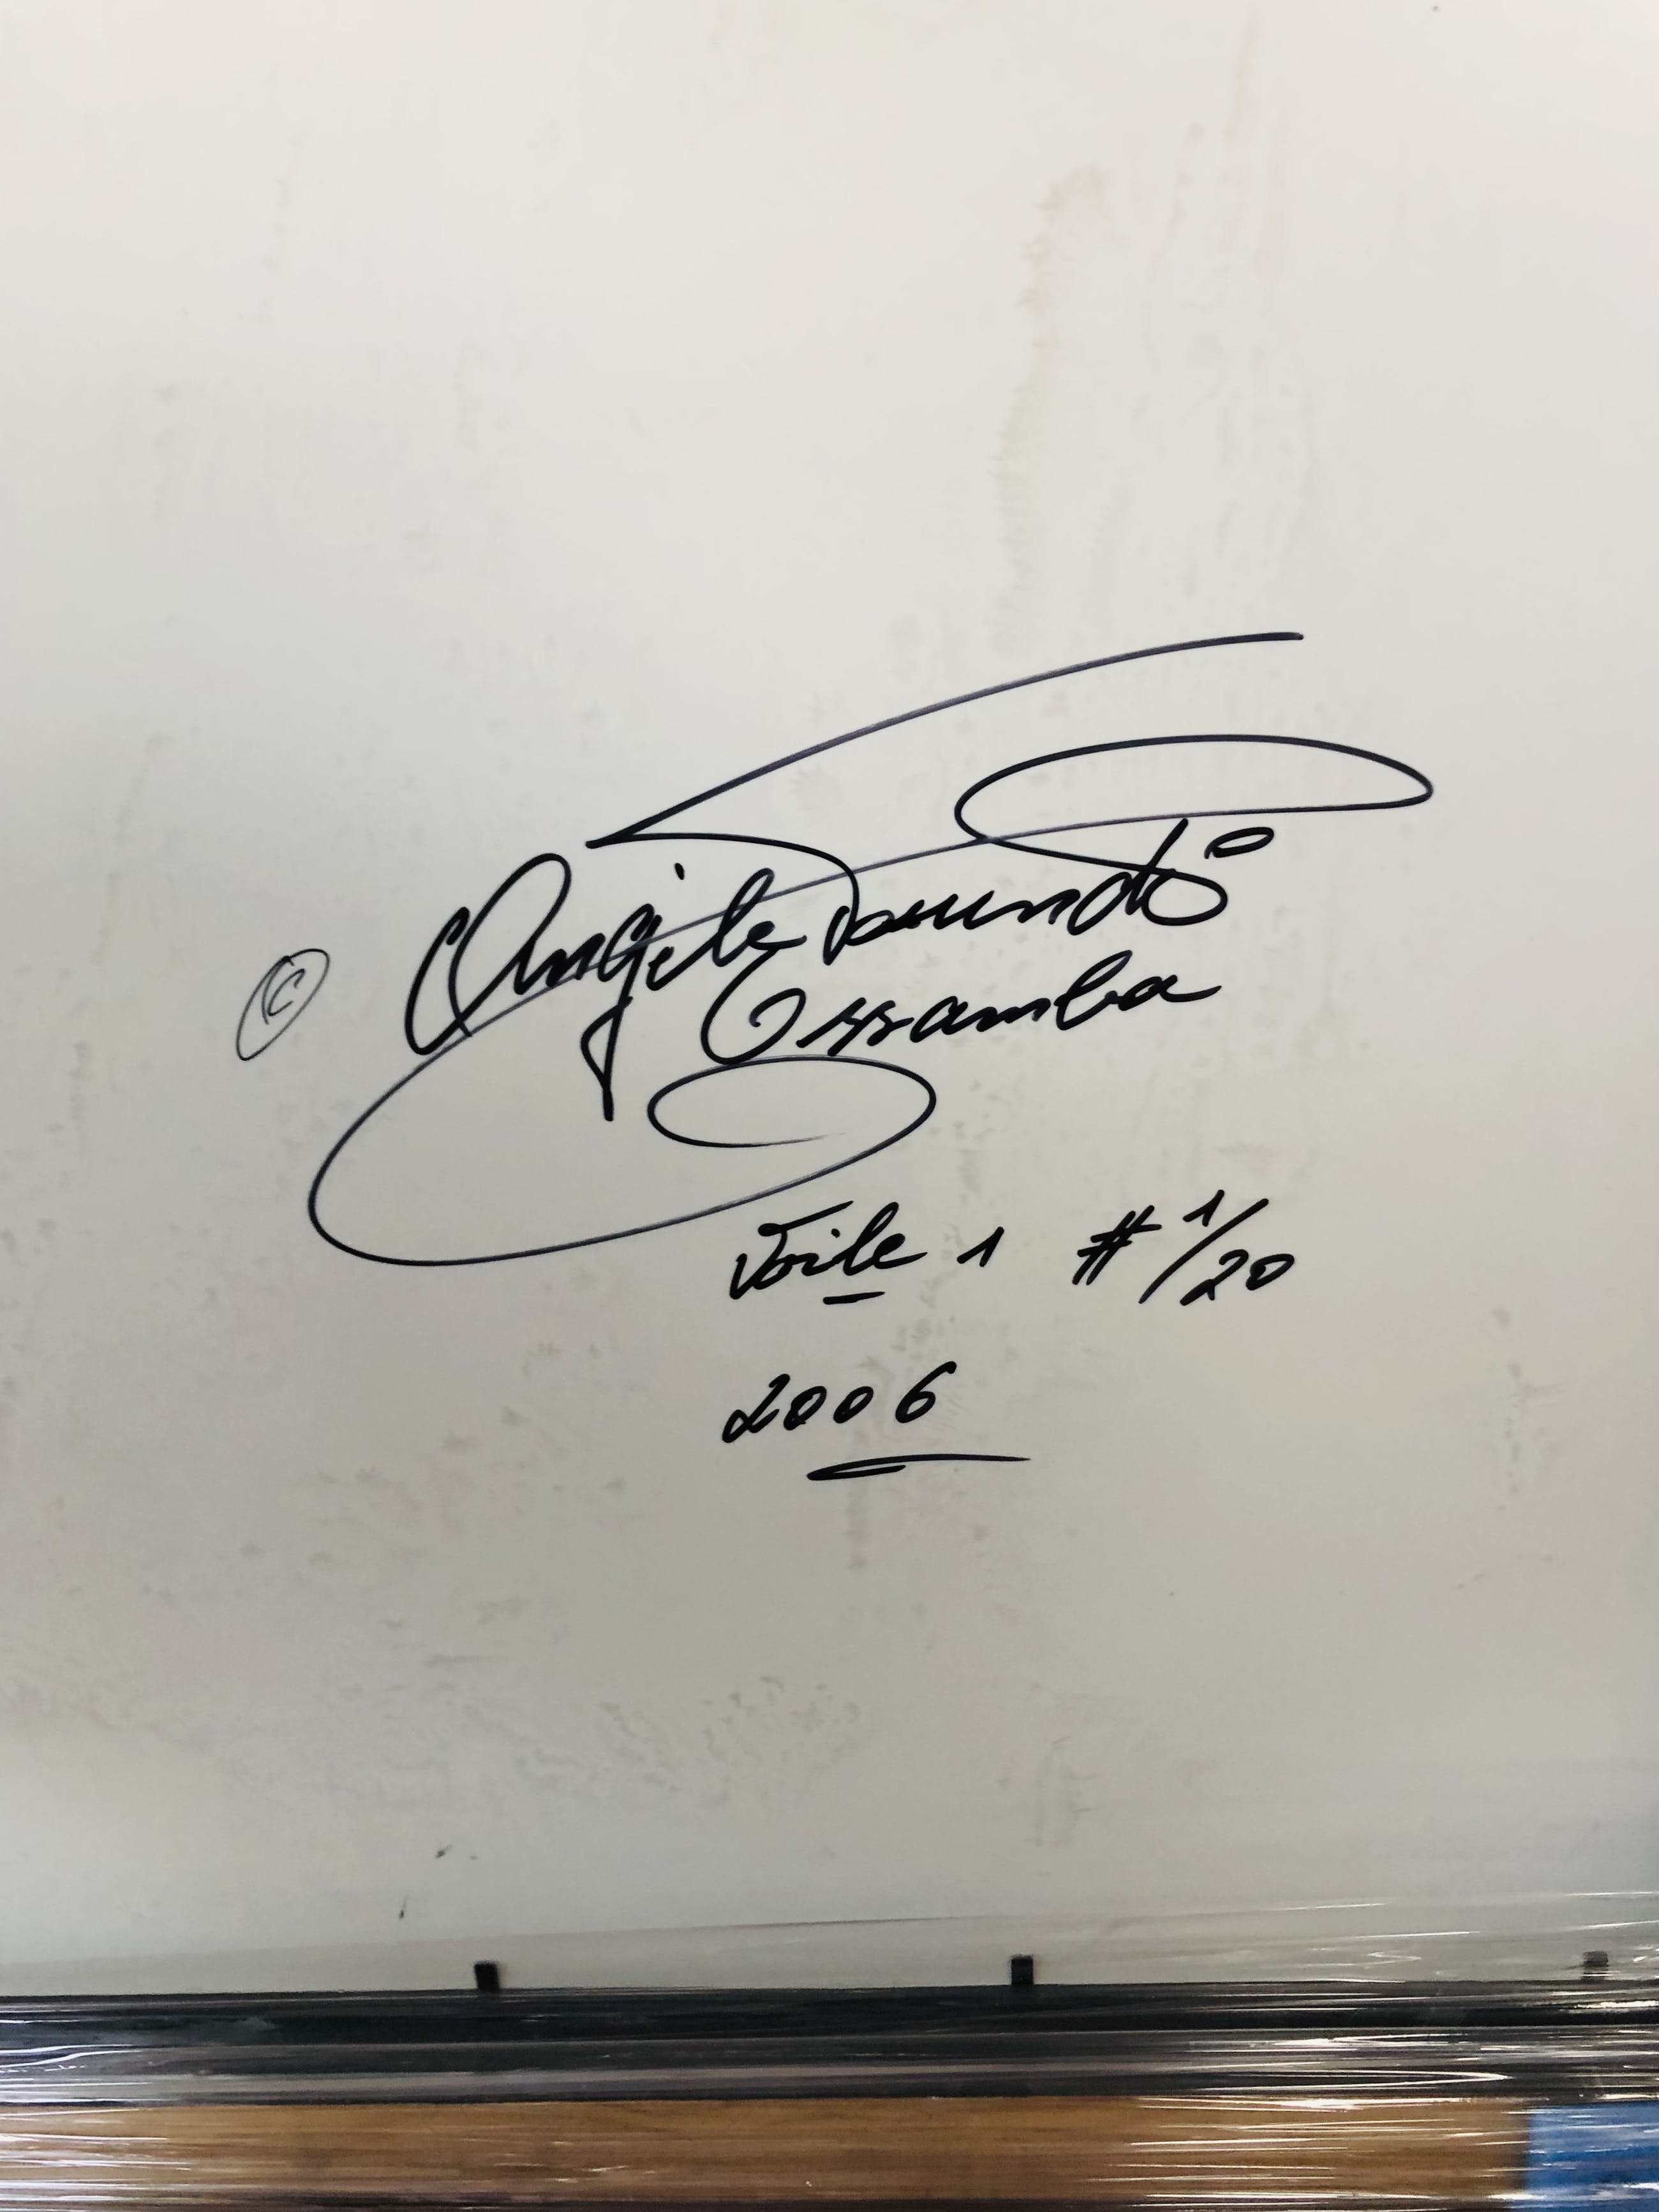 © Angèle Etoundi
Essamba
Voile 1 # 1/20
2006